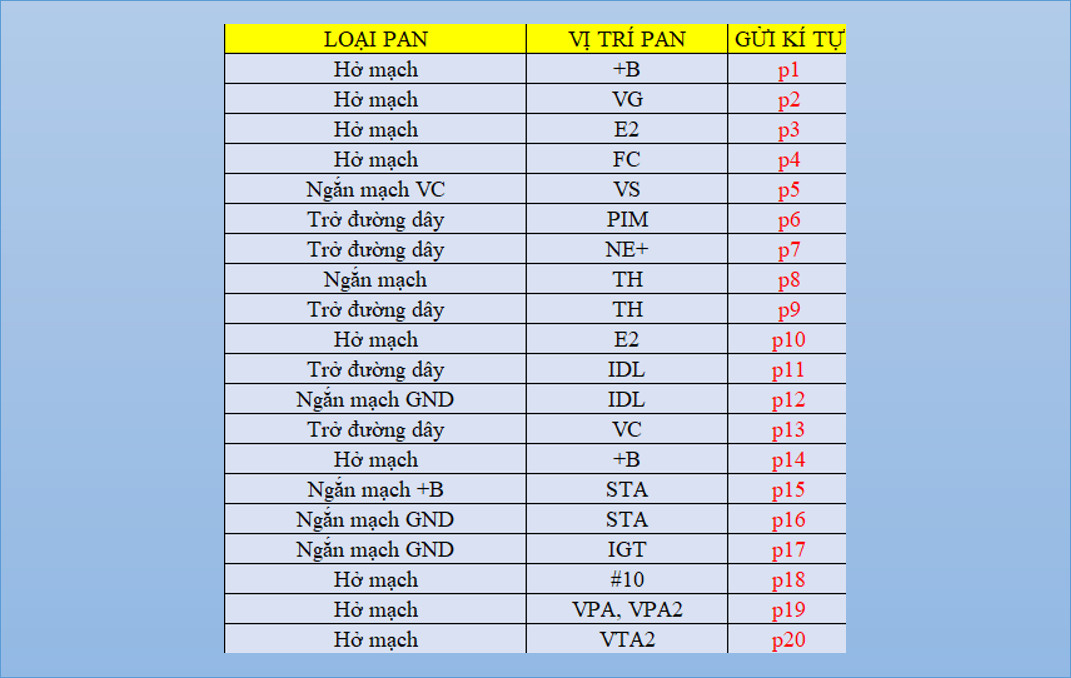 LOẠI PAN VỊ TRÍ PAN GỬI KÍ TỰ
Hở mạch +B p1
Hở mạch VG p2
Hở mạch E2 p3
Hở mạch FC p4
Ngắn mạch VC VS p5
Trở đường dây PIM p6
Trở đường dây NE+ p7
Ngắn mạch TH p8
Trở đường dây TH p9
Hở mạch E2 p10
Trở đường dây IDL p11
Ngắn mạch GND IDL p12
Trở đường dây VC p13
Hở mạch +B p14
Ngắn mạch +B STA p15
Ngắn mạch GND STA p16
Ngắn mạch GND IGT p17
Hở mạch #10 p18
Hở mạch VPA, VPA2 p19
Hở mạch VTA2 p20